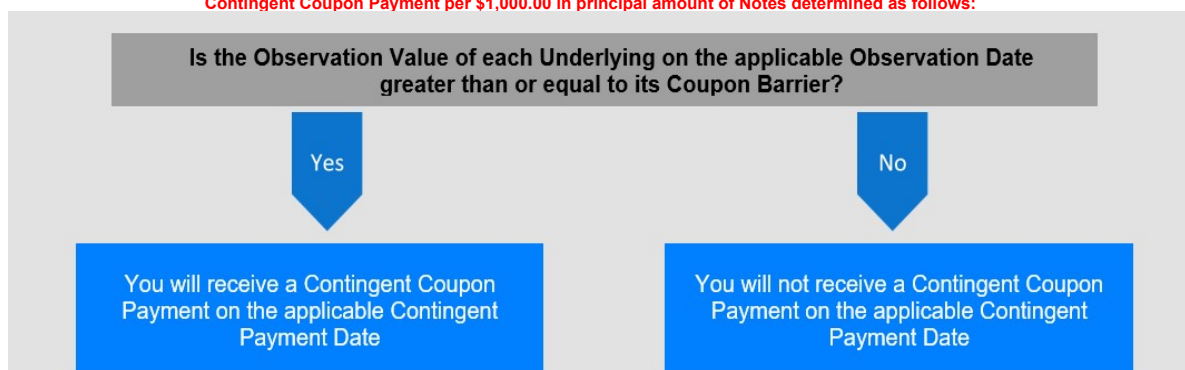 Contingent Coupon Payment per $1,000.00 in principal amount of Notes determined as follows:
Is the Observation Value of each Underlying on the applicable Observation Date
greater than or equal to its Coupon Barrier?
Yes
No
You will receive a Contingent Coupon
Payment on the applicable Contingent
Payment Date
You will not receive a Contingent Coupon
Payment on the applicable Contingent
Payment Date